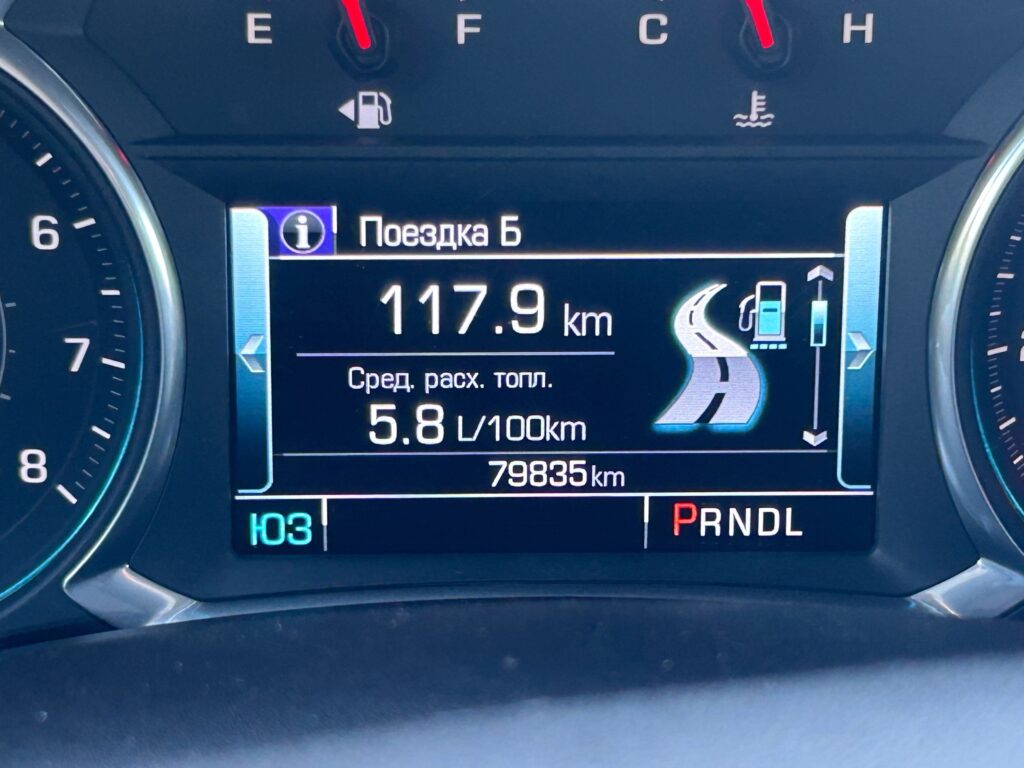 E F C H
6
7
8
i Поездка Б
117.9 km
Сред. расх. топл.
5.8 L/100km
79835 km
ЮЗ PRNDL